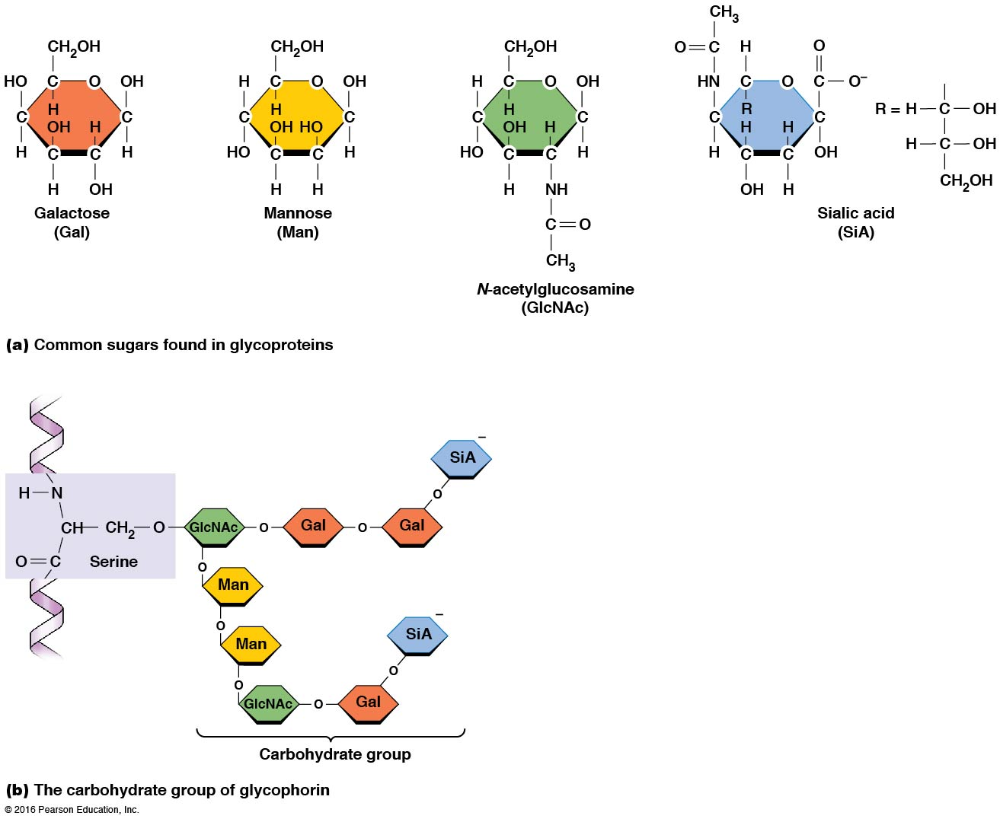 CH3
CH2OH
CH2OH
CH2OH
O=C H O
HO C O OH
H C O OH
H C O OH
HN C O C — O–
H
H
H
R
R = H—C—OH
C OH H C
C OH HO C
C OH H C
C H H C
H C C H
HO C C H
HO C C H
H C C OH
H—C—OH
H OH
H H
H NH
OH H
CH2OH
Galactose
(Gal)
Mannose
(Man)
C=O
CH3
Sialic acid
(SiA)
N-acetylglucosamine
(GlcNAc)
(a) Common sugars found in glycoproteins
–
SiA
H—N
O
CH—CH2—O—GlcNAc—O—Gal—O—Gal
O=C Serine
O
Man
O
–
Man
SiA
O
O
GlcNAc—O—Gal
Carbohydrate group
(b) The carbohydrate group of glycophorin
© 2016 Pearson Education, Inc.